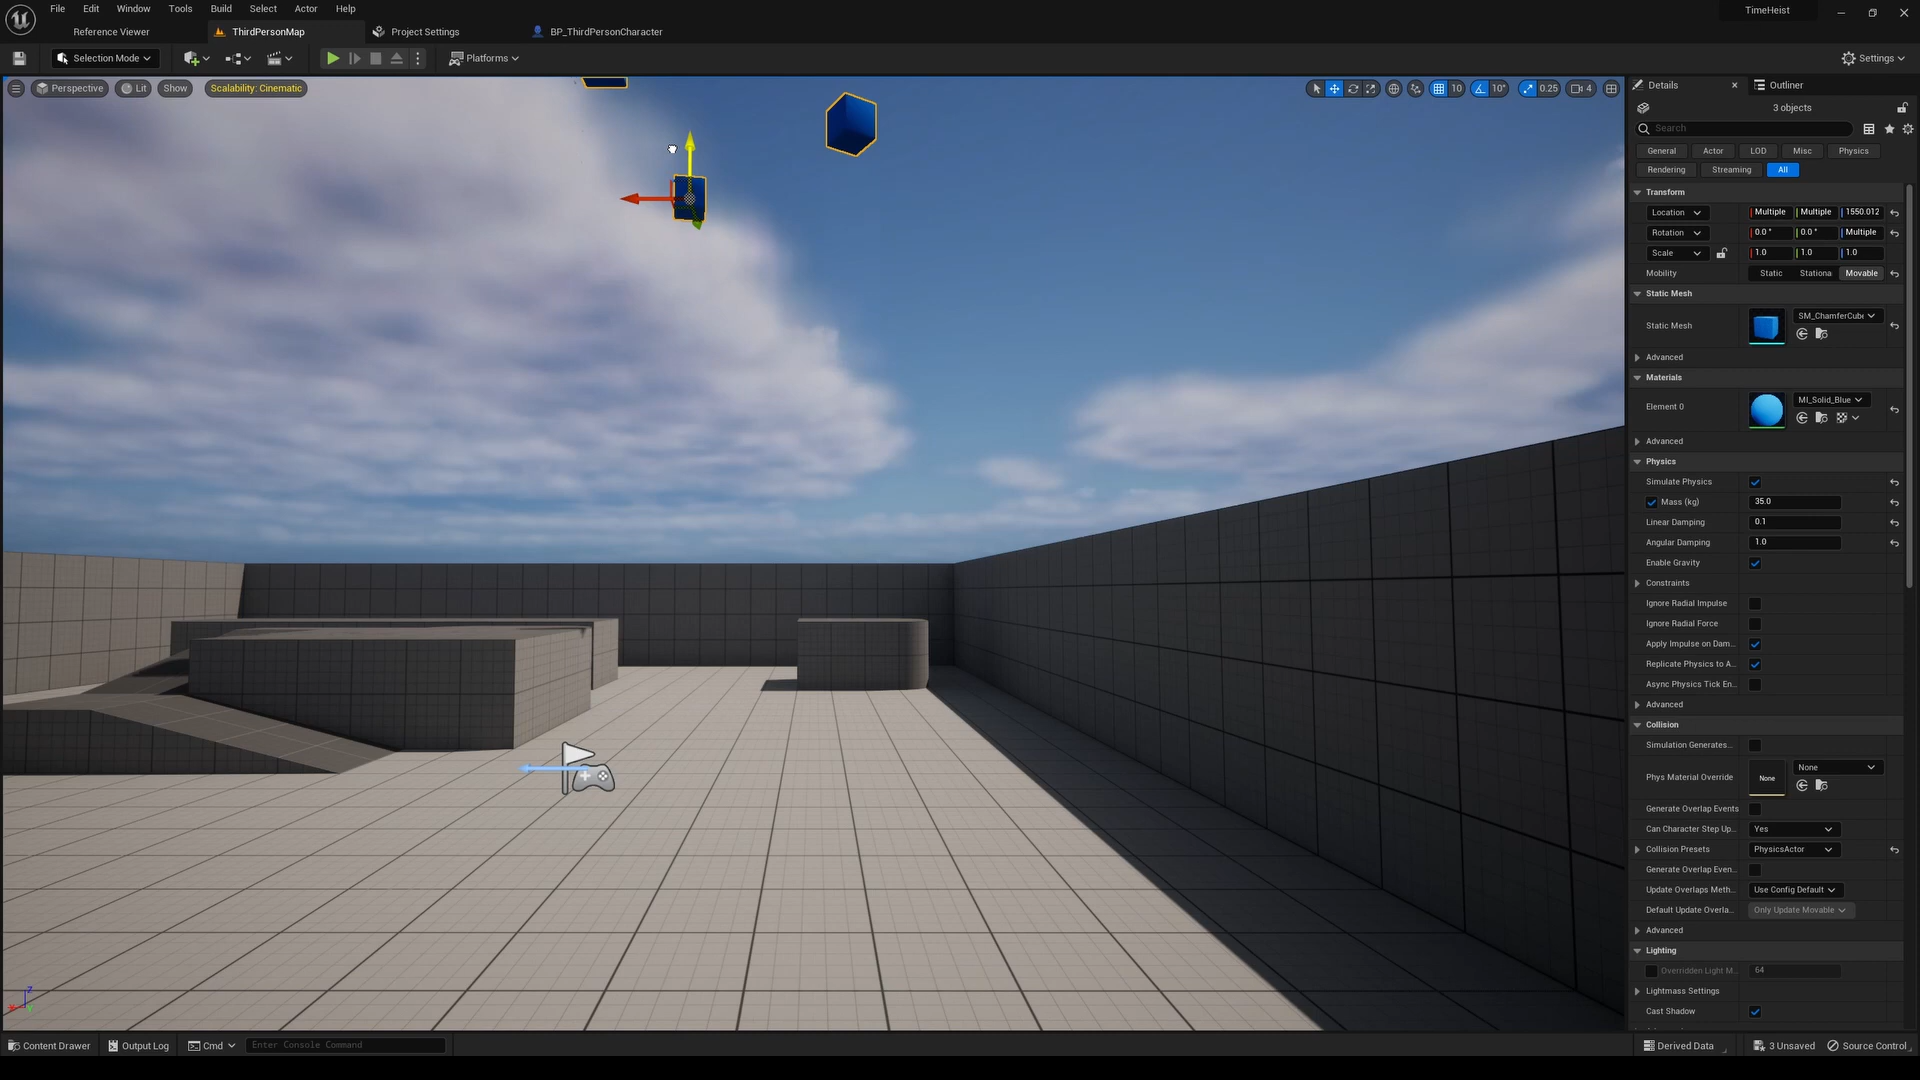 File Edit Window Tools Build Select Actor Help
TimeHeist
Reference Viewer ThirdPersonMap Project Settings BP_ThirdPersonCharacter
Selection Mode Platforms Settings
Perspective Lit Show Scalability: Cinematic 10 10° 0.25 4
Details Outliner
3 objects
Search
General Actor LOD Misc Physics
Rendering Streaming All
Transform
Location Multiple Multiple 1550.012
Rotation 0.0 ° 0.0 ° Multiple
Scale 1.0 1.0 1.0
Mobility Static Stationa Movable
Static Mesh
Static Mesh SM_ChamferCub
Advanced
Materials
Element 0 MI_Solid_Blue
Advanced
Physics
Simulate Physics
Mass (kg) 35.0
Linear Damping 0.1
Angular Damping 1.0
Enable Gravity
Constraints
Ignore Radial Impulse
Ignore Radial Force
Apply Impulse on Dam...
Replicate Physics to A...
Async Physics Tick En...
Advanced
Collision
Simulation Generates...
Phys Material Override None None
Generate Overlap Events
Can Character Step Up... Yes
Collision Presets PhysicsActor
Generate Overlap Even...
Update Overlaps Meth... Use Config Default
Default Update Overla... Only Update Movable
Advanced
Lighting
Overridden Light M... 64
Lightmass Settings
Cast Shadow
Z
X Y
Content Drawer Output Log Cmd Enter Console Command Derived Data 3 Unsaved Source Control